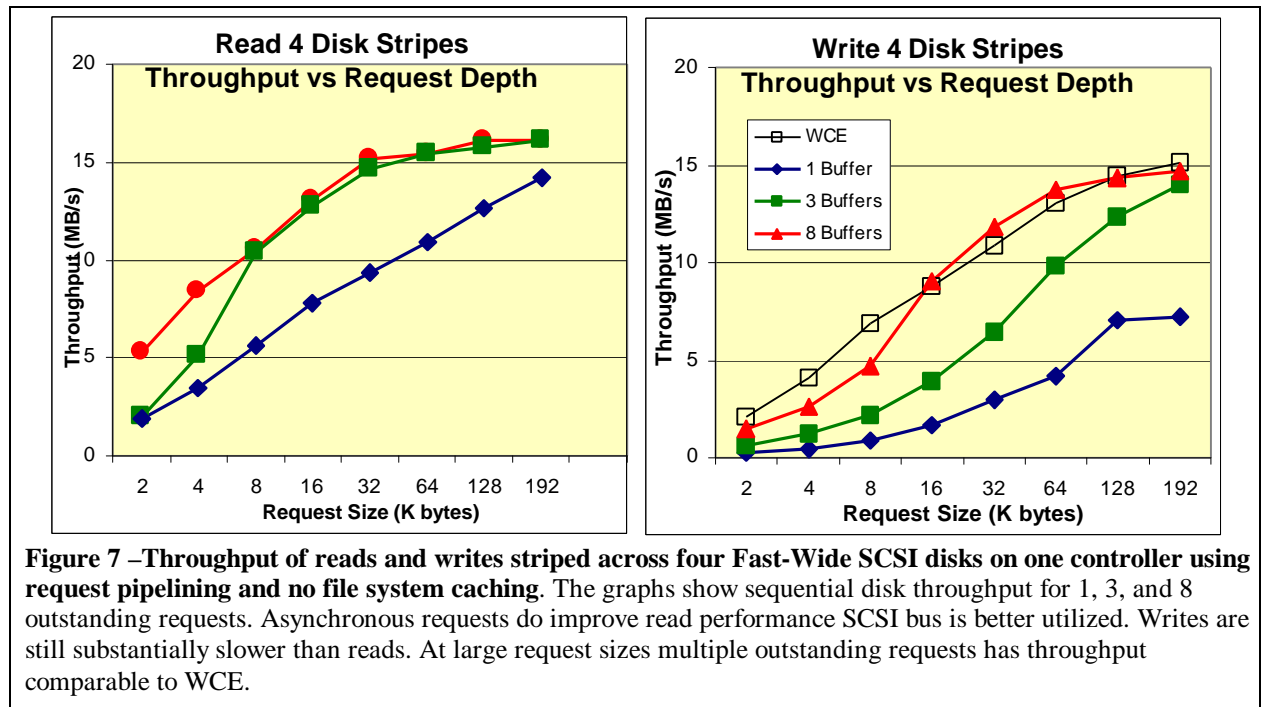 Read 4 Disk Stripes
Throughput vs Request Depth
20
15
10
5
0
Throughput (MB/s)
2 4 8 16 32 64 128 192
Request Size (K bytes)
Write 4 Disk Stripes
Throughput vs Request Depth
20
15
10
5
0
Throughput (MB/s)
WCE
1 Buffer
3 Buffers
8 Buffers
2 4 8 16 32 64 128 192
Request Size (K bytes)
Figure 7 –Throughput of reads and writes striped across four Fast-Wide SCSI disks on one controller using
request pipelining and no file system caching. The graphs show sequential disk throughput for 1, 3, and 8
outstanding requests. Asynchronous requests do improve read performance SCSI bus is better utilized. Writes are
still substantially slower than reads. At large request sizes multiple outstanding requests has throughput
comparable to WCE.